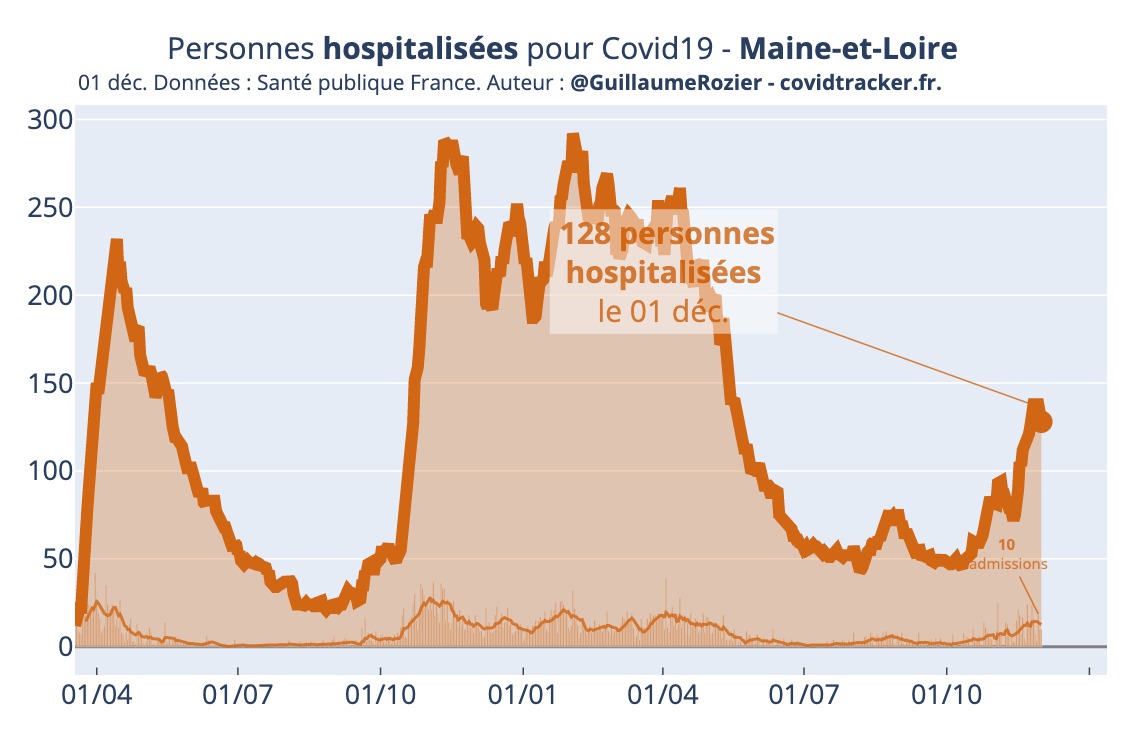 Personnes hospitalisées pour Covid19 - Maine-et-Loire
01 déc. Données : Santé publique France. Auteur : @GuillaumeRozier - covidtracker.fr.
300
250
200
150
100
50
0
128 personnes
hospitalisées
le 01 déc.
10
admissions
01/04 01/07 01/10 01/01 01/04 01/07 01/10